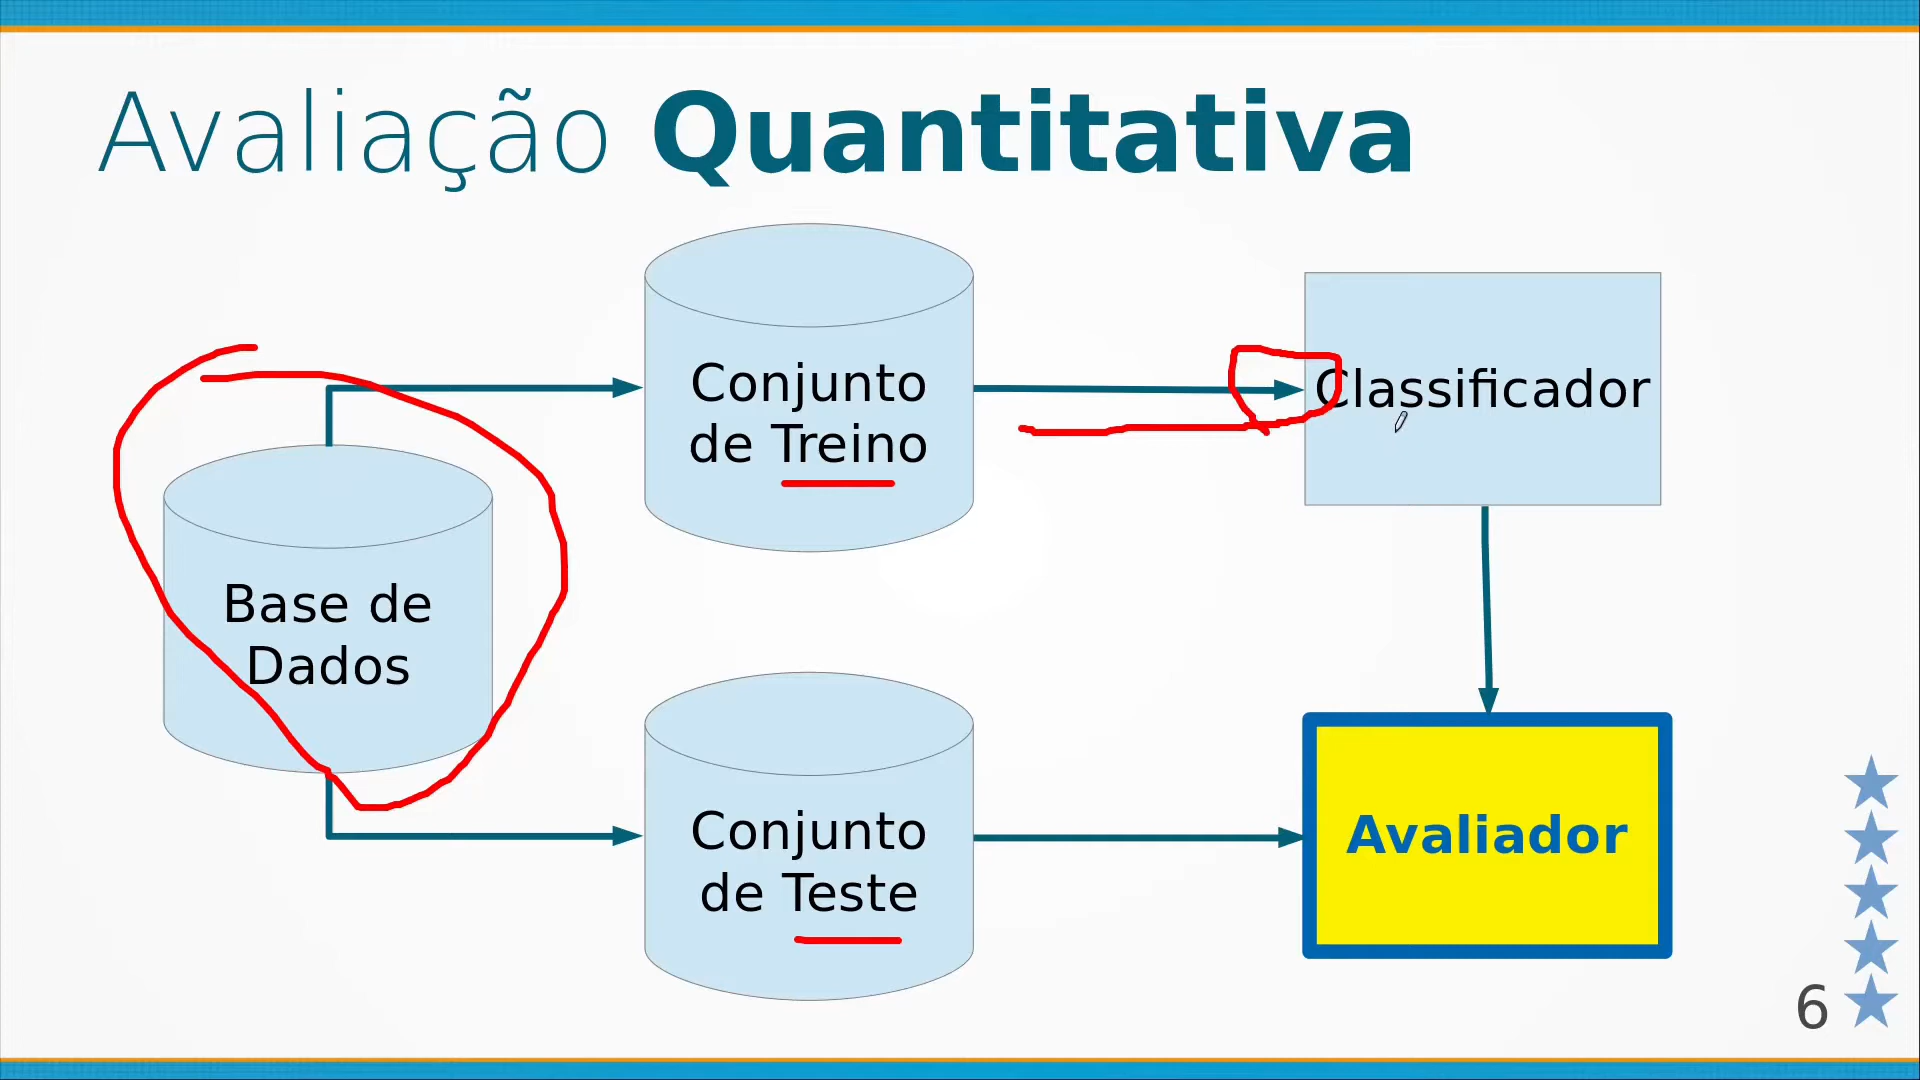 Avaliação Quantitativa
Conjunto
de Treino
Classificador
Base de
Dados
Conjunto
de Teste
Avaliador
6